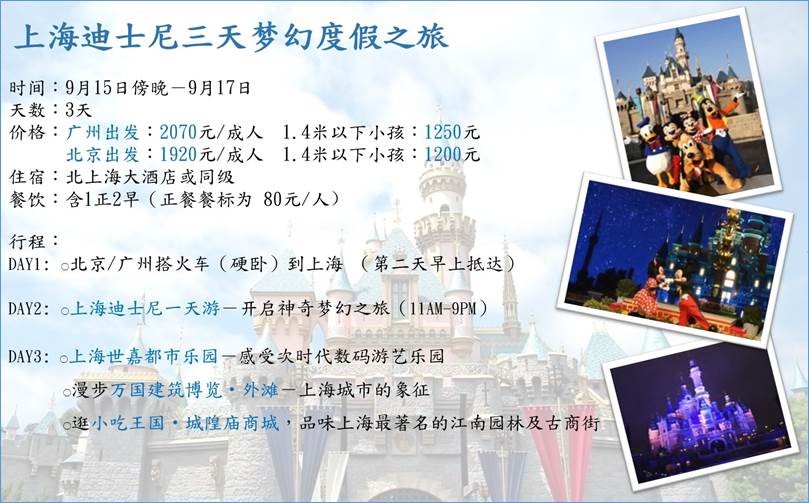 上海迪士尼三天梦幻度假之旅
时间：9月15日傍晚－9月17日
天数：3天
价格：广州出发：2070元/成人 1.4米以下小孩：1250元
北京出发：1920元/成人 1.4米以下小孩：1200元
住宿：北上海大酒店或同级
餐饮：含1正2早（正餐餐标为 80元/人）
行程：
DAY1: ○北京/广州搭火车（硬卧）到上海 （第二天早上抵达）
DAY2: ○上海迪士尼一天游－开启神奇梦幻之旅（11AM-9PM）
DAY3: ○上海世嘉都市乐园－感受次时代数码游艺乐园
○漫步万国建筑博览·外滩－上海城市的象征
○逛小吃王国·城隍庙商城，品味上海最著名的江南园林及古商街